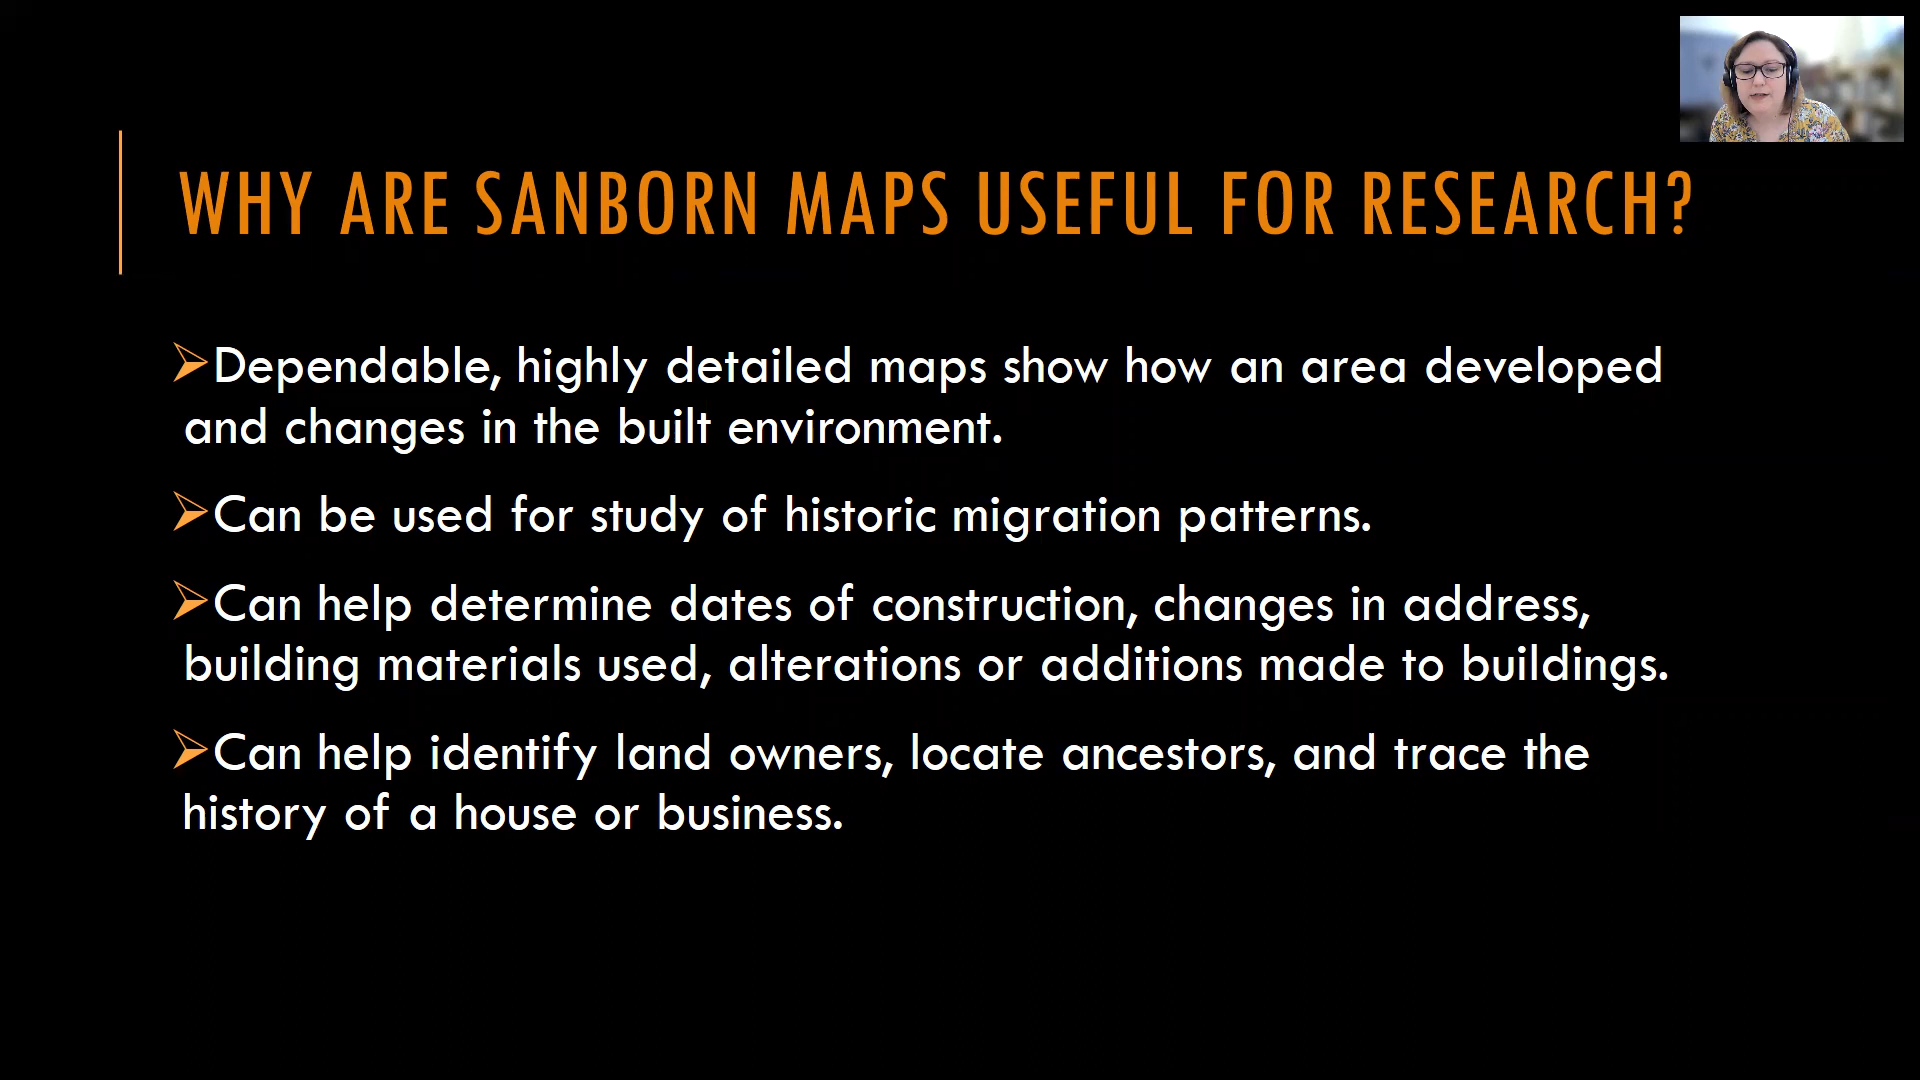 WHY ARE SANBORN MAPS USEFUL FOR RESEARCH?
Dependable, highly detailed maps show how an area developed
and changes in the built environment.
Can be used for study of historic migration patterns.
Can help determine dates of construction, changes in address,
building materials used, alterations or additions made to buildings.
Can help identify land owners, locate ancestors, and trace the
history of a house or business.